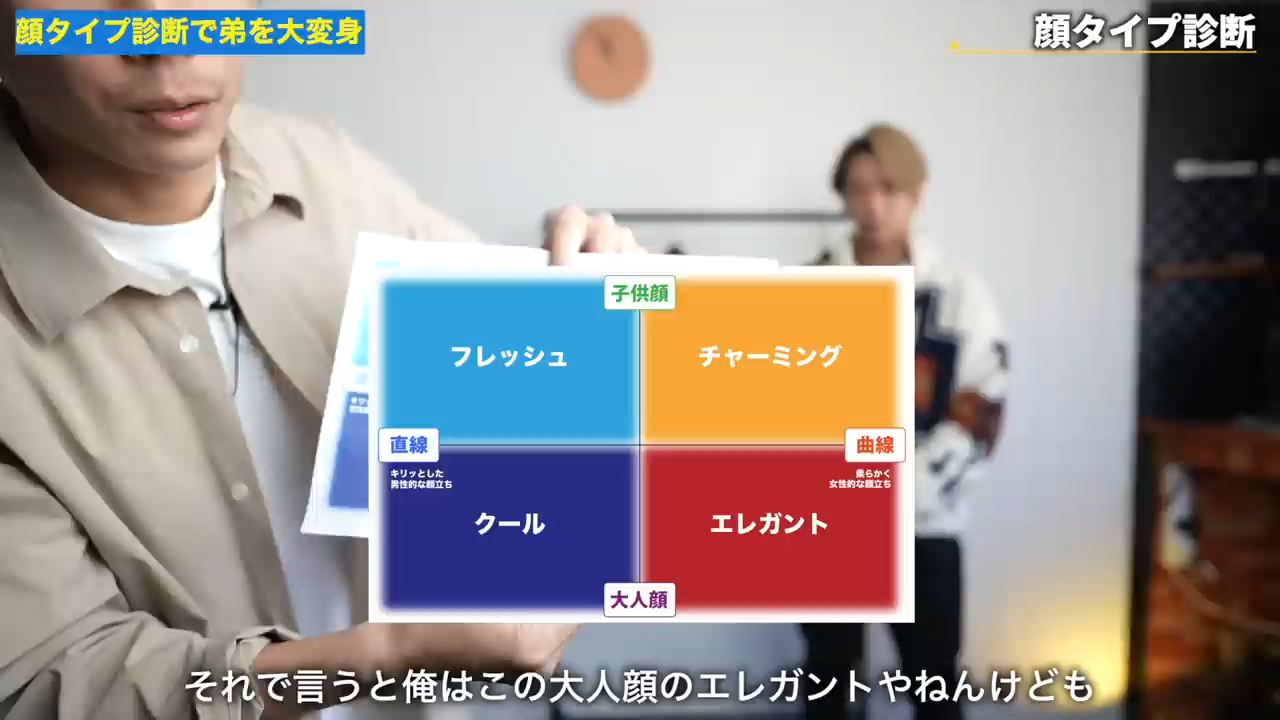 顔タイプ診断で弟を大変身
顔タイプ診断
子供顔
フレッシュ
チャーミング
直線
曲線
キリッとした
男性的な顔立ち
柔らかく
女性的な顔立ち
クール
エレガント
大人顔
それで言うと俺はこの大人顔のエレガントやねんけども